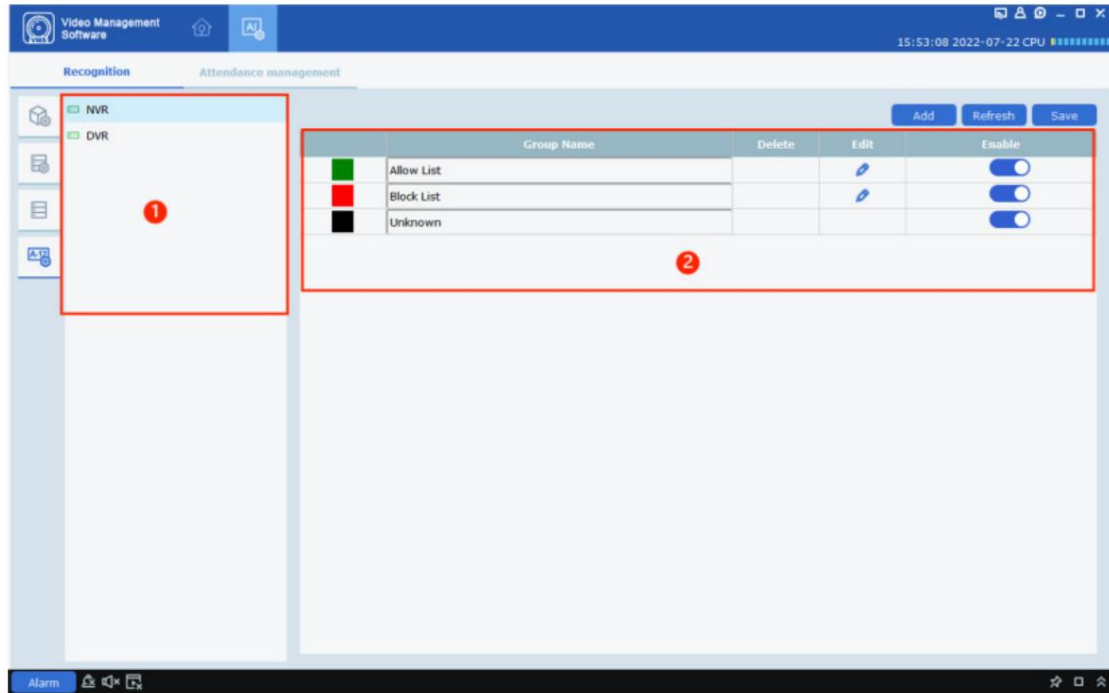 Video Management
Software
AI
15:53:08 2022-07-22 CPU
Recognition
Attendance management
NVR
DVR
1
Add
Refresh
Save
Group Name
Delete
Edit
Enable
Allow List
Block List
Unknown
2
Alarm